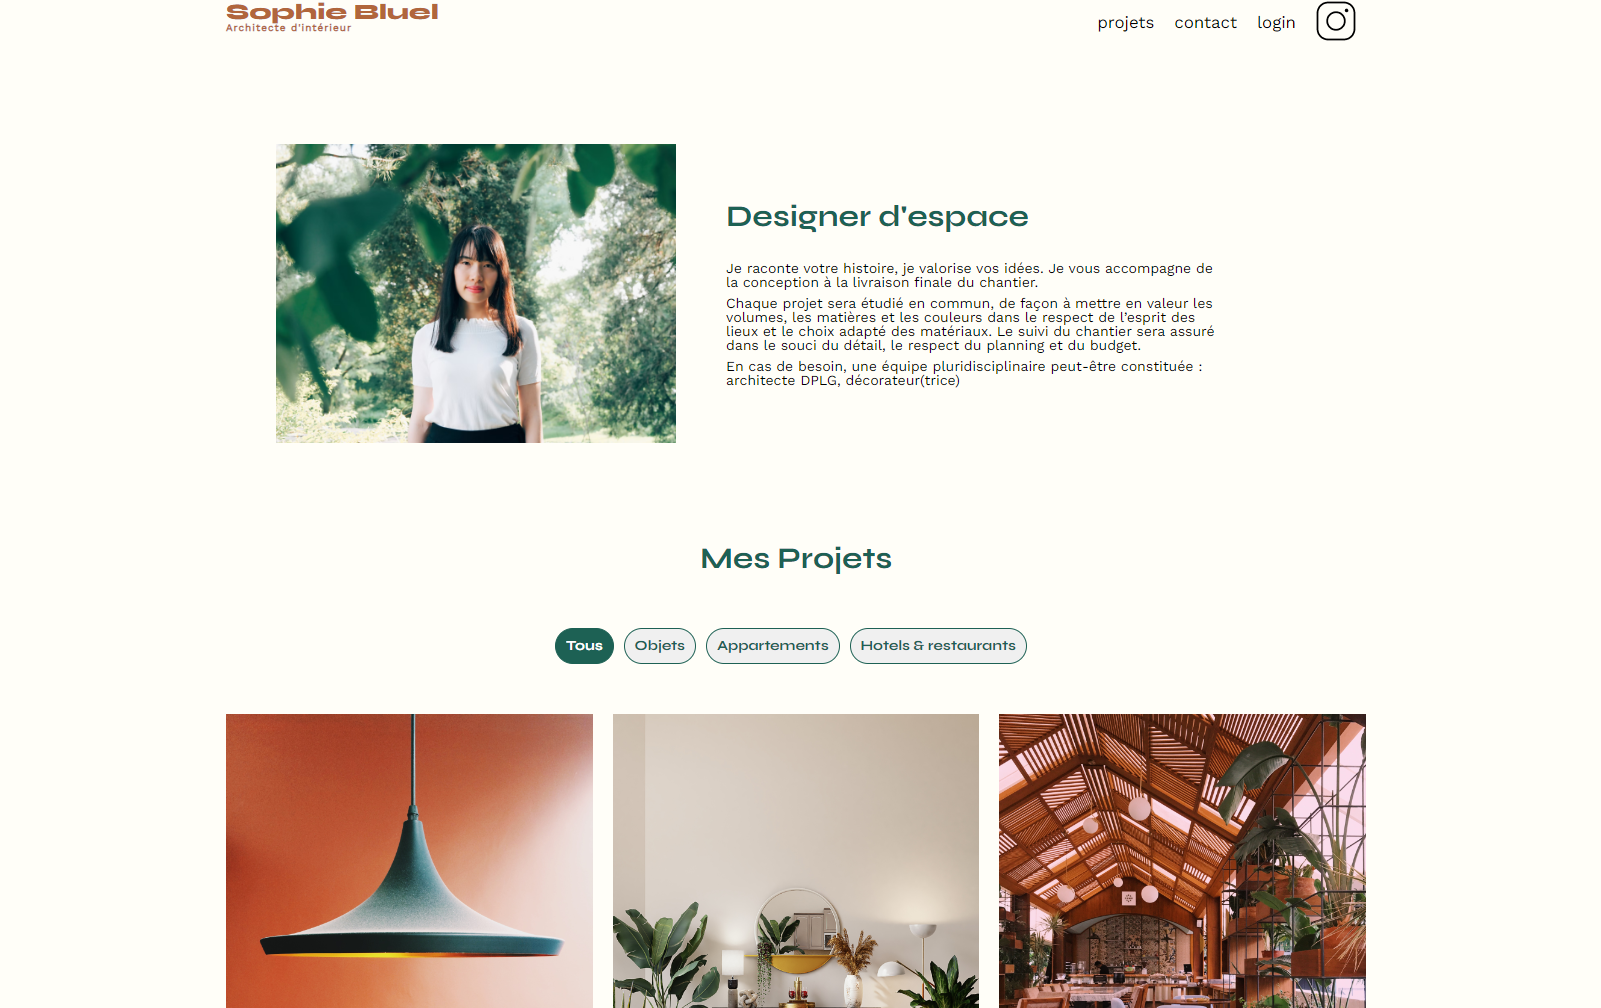 Sophie Bluel
Architecte d'intérieur
projets contact login
Designer d'espace
Je raconte votre histoire, je valorise vos idées. Je vous accompagne de
la conception à la livraison finale du chantier.
Chaque projet sera étudié en commun, de façon à mettre en valeur les
volumes, les matières et les couleurs dans le respect de l’esprit des
lieux et le choix adapté des matériaux. Le suivi du chantier sera assuré
dans le souci du détail, le respect du planning et du budget.
En cas de besoin, une équipe pluridisciplinaire peut-être constituée :
architecte DPLG, décorateur(trice)
Mes Projets
Tous Objets Appartements Hotels & restaurants